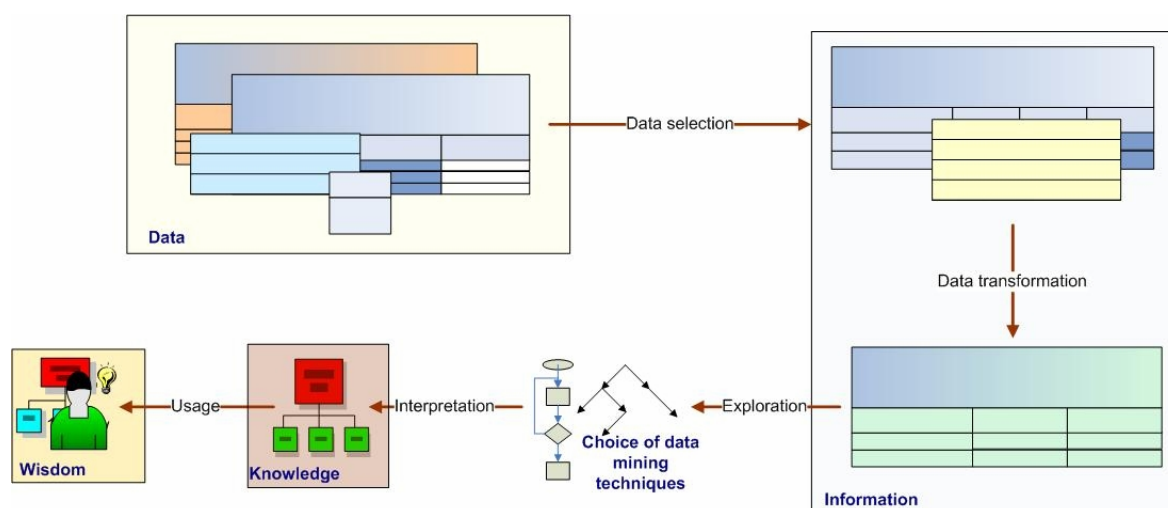 Data
Data selection
Data transformation
Information
Exploration
Choice of data
mining
techniques
Interpretation
Knowledge
Usage
Wisdom